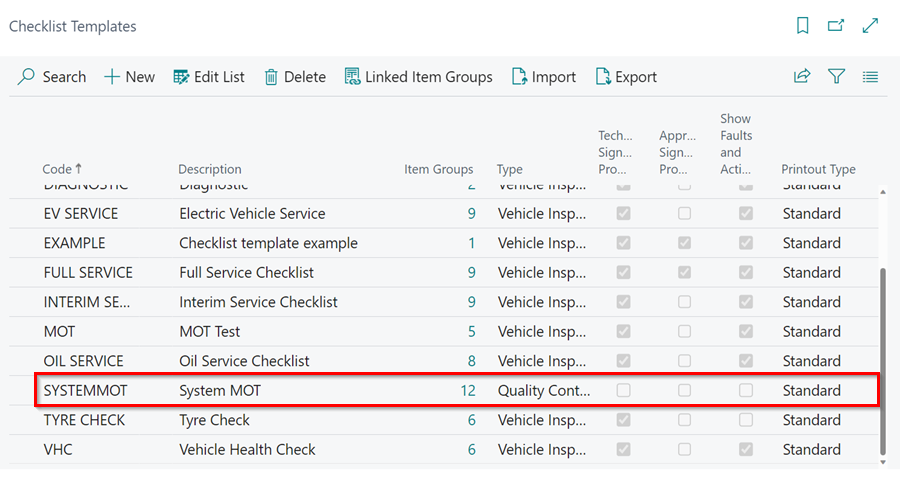 Checklist Templates
Search New Edit List Delete Linked Item Groups Import Export
Show
Tech... Appr... Faults
Sign... Sign... and
Code ↑ Description Item Groups Type Pro... Pro... Acti... Printout Type
DIAGNOSTIC Diagnostic 2 Vehicle Insp... Standard
EV SERVICE Electric Vehicle Service 9 Vehicle Insp... Standard
EXAMPLE Checklist template example 1 Vehicle Insp... Standard
FULL SERVICE Full Service Checklist 9 Vehicle Insp... Standard
INTERIM SE... Interim Service Checklist 9 Vehicle Insp... Standard
MOT MOT Test 5 Vehicle Insp... Standard
OIL SERVICE Oil Service Checklist 8 Vehicle Insp... Standard
SYSTEMMOT System MOT 12 Quality Cont... Standard
TYRE CHECK Tyre Check 6 Vehicle Insp... Standard
VHC Vehicle Health Check 6 Vehicle Insp... Standard